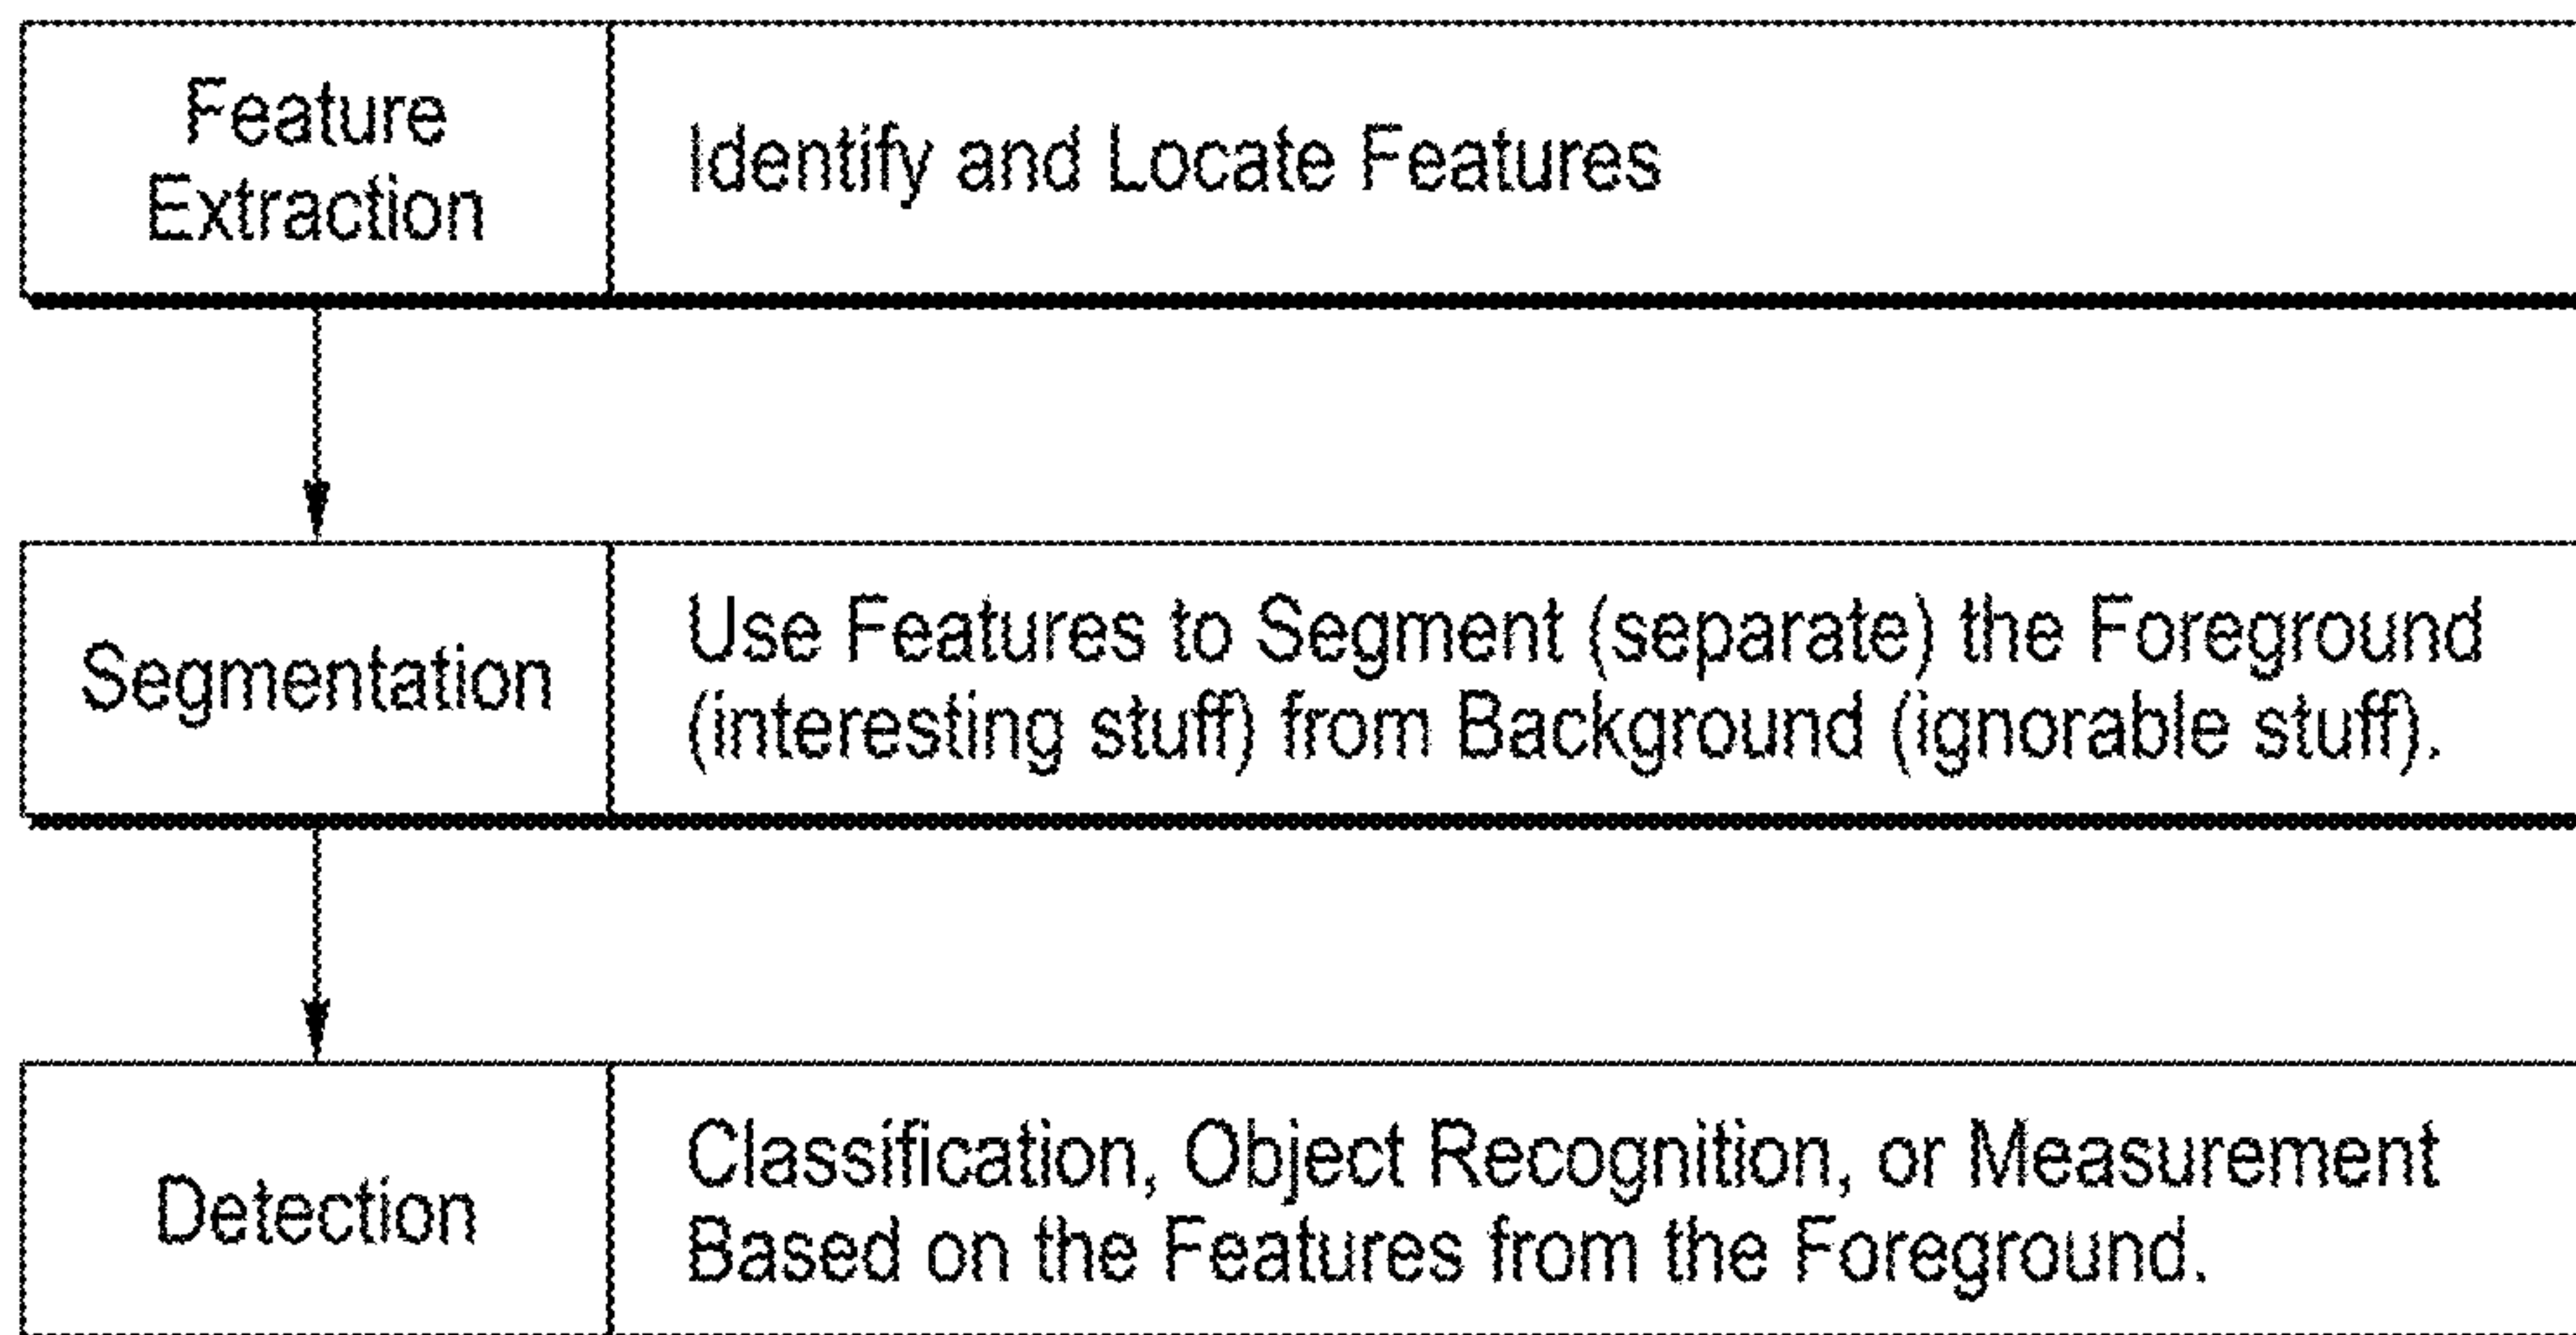 Feature
Extraction
Identify and Locate Features
Segmentation
Use Features to Segment (separate) the Foreground
(interesting stuff) from Background (ignorable stuff).
Detection
Classification, Object Recognition, or Measurement
Based on the Features from the Foreground.